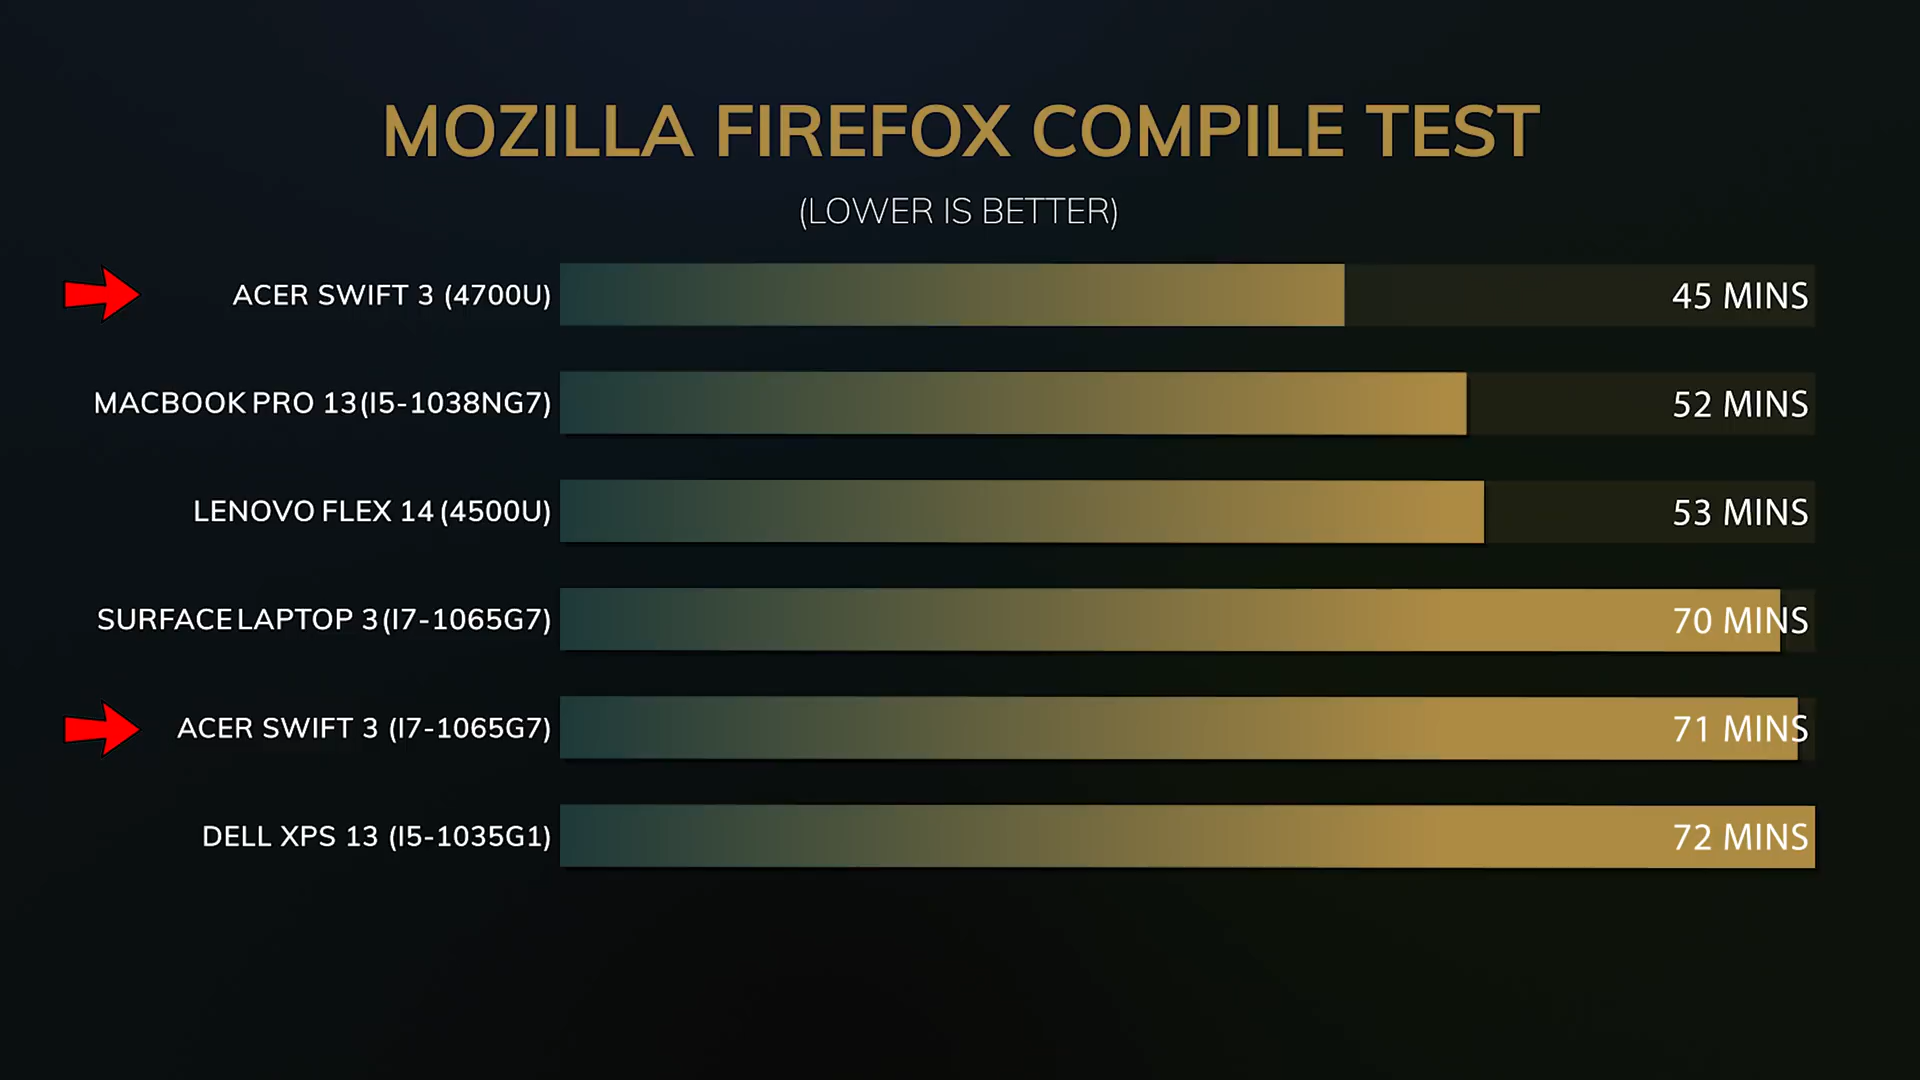 MOZILLA FIREFOX COMPILE TEST
(LOWER IS BETTER)
ACER SWIFT 3 (4700U) 45 MINS
MACBOOK PRO 13(I5-1038NG7) 52 MINS
LENOVO FLEX 14(4500U) 53 MINS
SURFACE LAPTOP 3(I7-1065G7) 70 MINS
ACER SWIFT 3 (I7-1065G7) 71 MINS
DELL XPS 13 (I5-1035G1) 72 MINS